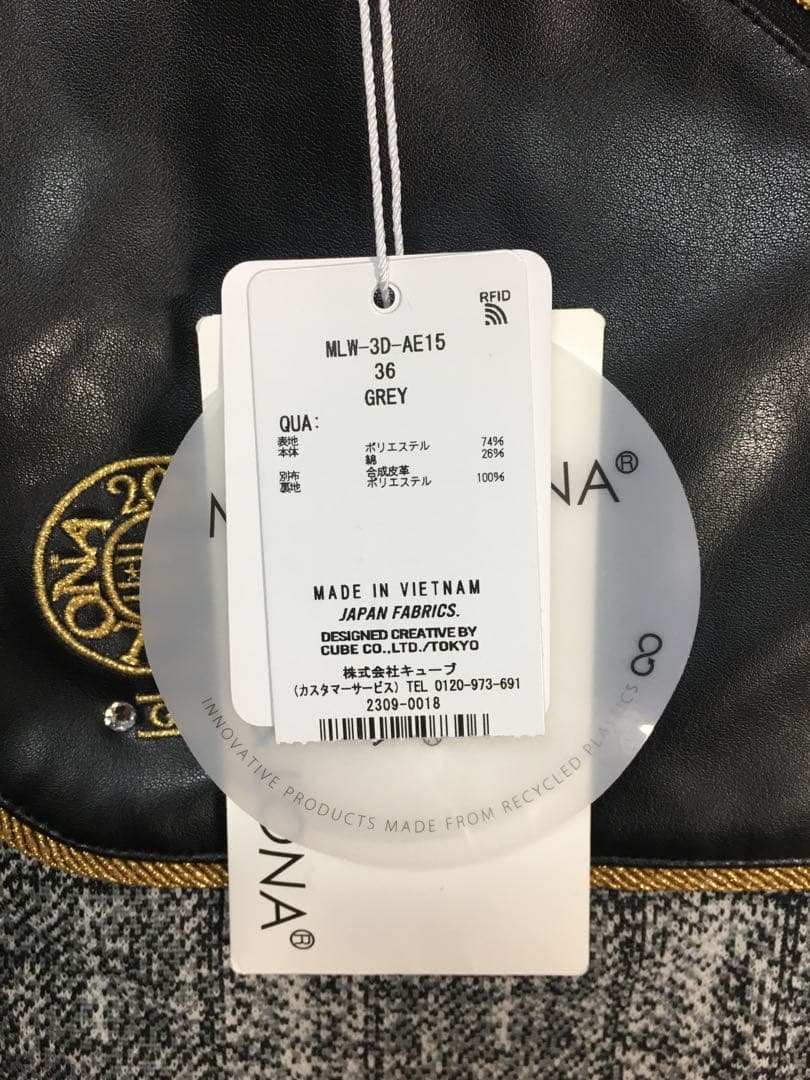 RFID
MLW-3D-AE15
36
GREY
QUA:
表地
本体 ポリエステル 74%
綿 26%
別布 合成皮革
裏地 ポリエステル 100%
MADE IN VIETNAM
JAPAN FABRICS.
DESIGNED CREATIVE BY
CUBE CO.,LTD./TOKYO
株式会社キューブ
(カスタマーサービス) TEL 0120-973-691
2309-0018
NA®
INNOVATIVE PRODUCTS MADE FROM RECYCLED PLASTICS
ONA®
ONA 20